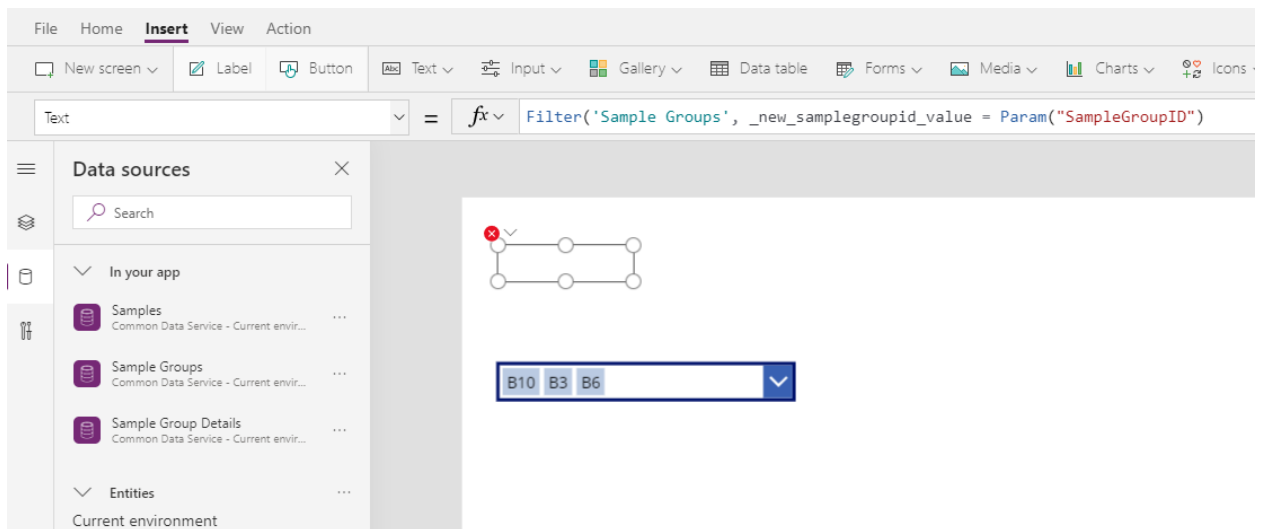 File Home Insert View Action
New screen Label Button Abc Text Input Gallery Data table Forms Media Charts Icons
Text = fx Filter('Sample Groups', _new_samplegroupid_value = Param("SampleGroupID")
Data sources
Search
In your app
Samples
Common Data Service - Current envir...
Sample Groups
Common Data Service - Current envir...
Sample Group Details
Common Data Service - Current envir...
Entities
Current environment
B10 B3 B6